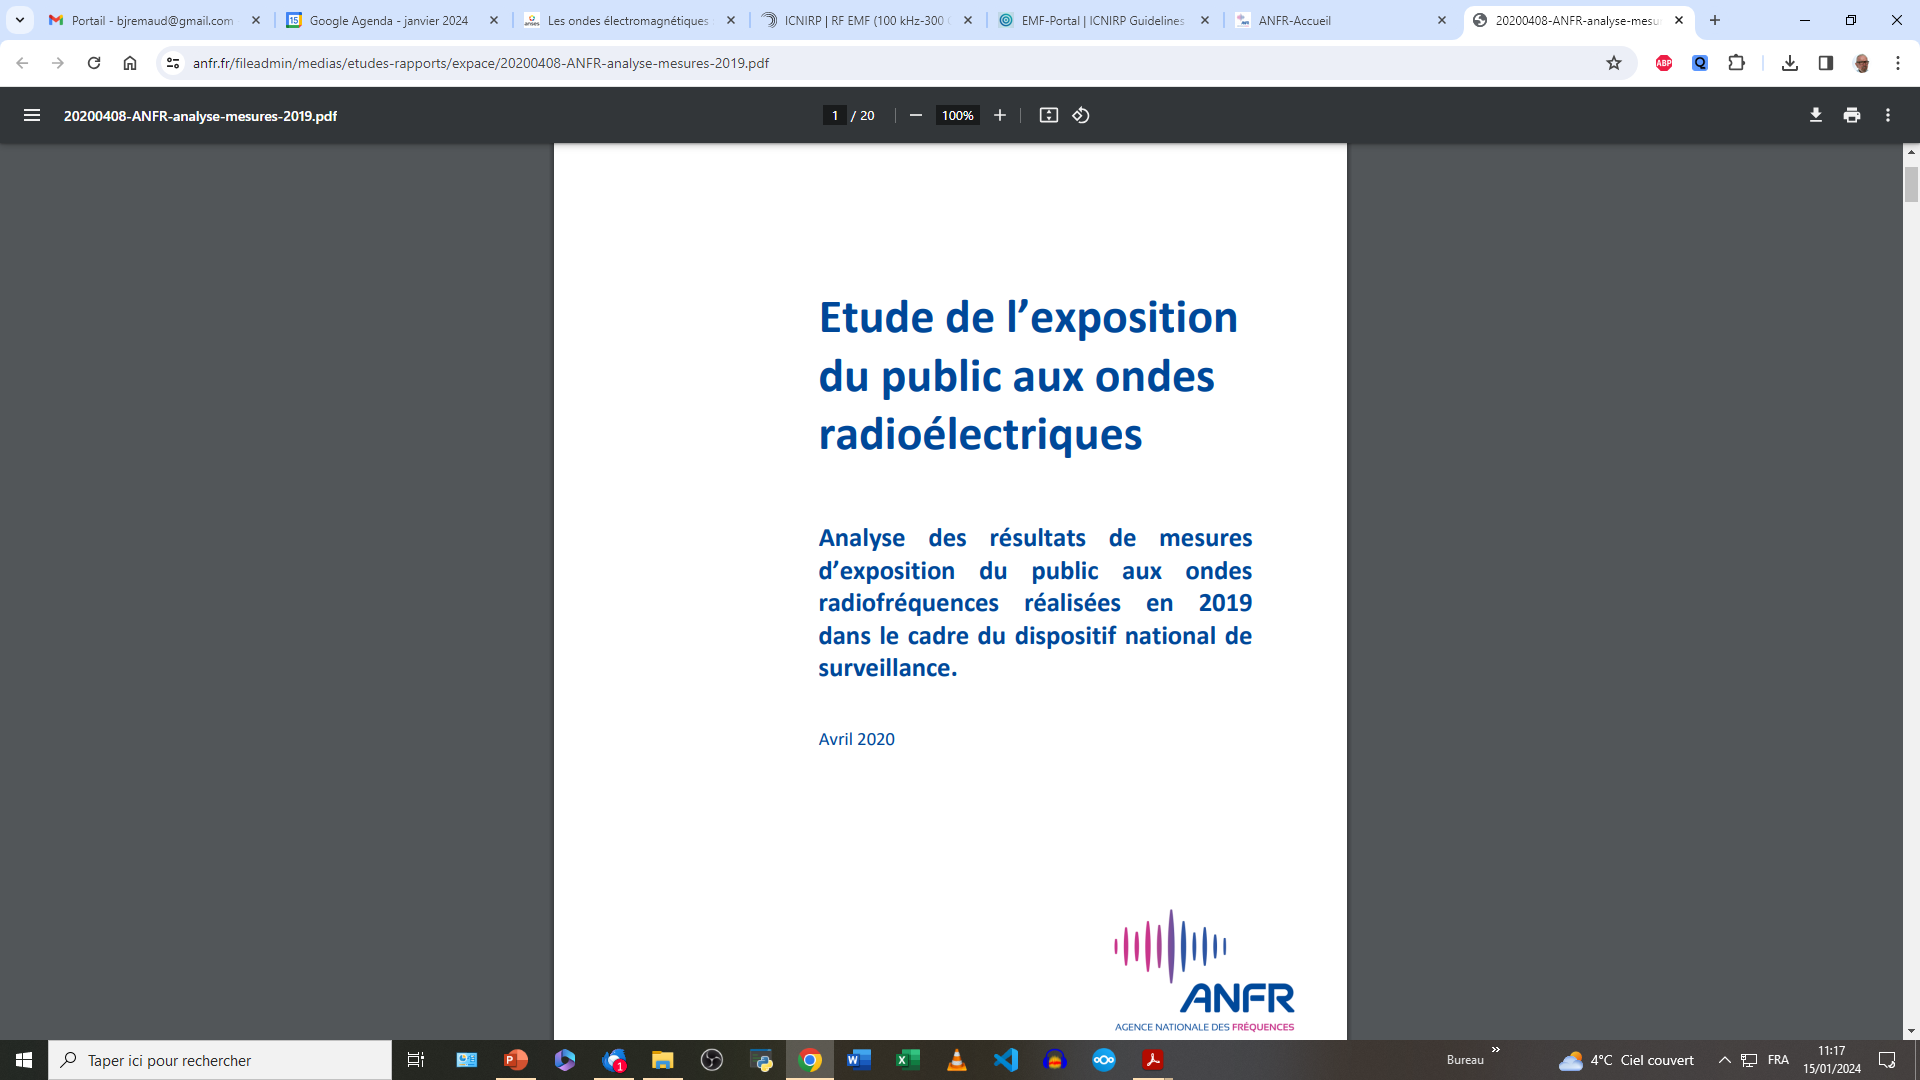 Portail - bjremaud@gmail.com
Google Agenda - janvier 2024
Les ondes électromagnétiques
ICNIRP | RF EMF (100 kHz-300
EMF-Portal | ICNIRP Guidelines
ANFR-Accueil
20200408-ANFR-analyse-mesu
anfr.fr/fileadmin/medias/etudes-rapports/expace/20200408-ANFR-analyse-mesures-2019.pdf
ABP
Q
20200408-ANFR-analyse-mesures-2019.pdf
1 / 20
100%
Etude de l’exposition
du public aux ondes
radioélectriques
Analyse des résultats de mesures
d’exposition du public aux ondes
radiofréquences réalisées en 2019
dans le cadre du dispositif national de
surveillance.
Avril 2020
ANFR
AGENCE NATIONALE DES FRÉQUENCES
Taper ici pour rechercher
1
Bureau
4°C Ciel couvert
FRA
11:17
15/01/2024